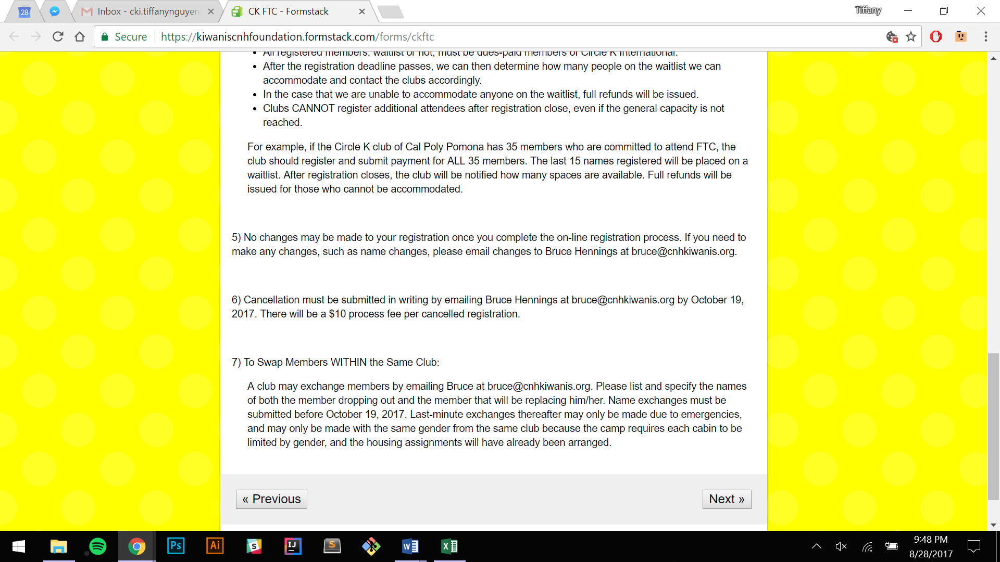 28
Inbox - cki.tiffanynguyen
CK FTC - Formstack
Tiffany
Secure
https://kiwaniscnhfoundation.formstack.com/forms/ckftc
All registered members, waitlist or not, must be dues-paid members of Circle K International.
After the registration deadline passes, we can then determine how many people on the waitlist we can
accommodate and contact the clubs accordingly.
In the case that we are unable to accommodate anyone on the waitlist, full refunds will be issued.
Clubs CANNOT register additional attendees after registration close, even if the general capacity is not
reached.
For example, if the Circle K club of Cal Poly Pomona has 35 members who are committed to attend FTC, the
club should register and submit payment for ALL 35 members. The last 15 names registered will be placed on a
waitlist. After registration closes, the club will be notified how many spaces are available. Full refunds will be
issued for those who cannot be accommodated.
5) No changes may be made to your registration once you complete the on-line registration process. If you need to
make any changes, such as name changes, please email changes to Bruce Hennings at bruce@cnhkiwanis.org.
6) Cancellation must be submitted in writing by emailing Bruce Hennings at bruce@cnhkiwanis.org by October 19,
2017. There will be a $10 process fee per cancelled registration.
7) To Swap Members WITHIN the Same Club:
A club may exchange members by emailing Bruce at bruce@cnhkiwanis.org. Please list and specify the names
of both the member dropping out and the member that will be replacing him/her. Name exchanges must be
submitted before October 19, 2017. Last-minute exchanges thereafter may only be made due to emergencies,
and may only be made with the same gender from the same club because the camp requires each cabin to be
limited by gender, and the housing assignments will have already been arranged.
« Previous
Next »
Ps
Ai
S
IJ
S
W
X
9:48 PM
8/28/2017